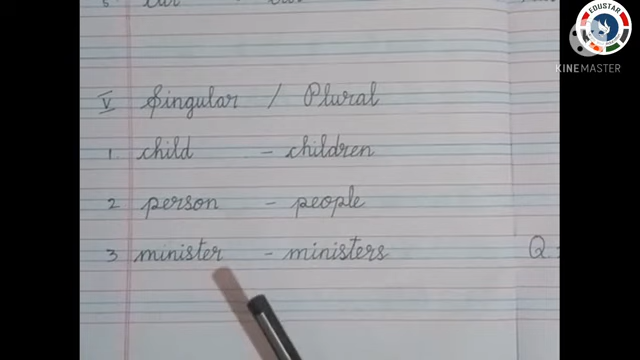 EDUSTAR
KINEMASTER
V Singular / Plural
1. child - children
2 person - people
3 minister - ministers
Q.